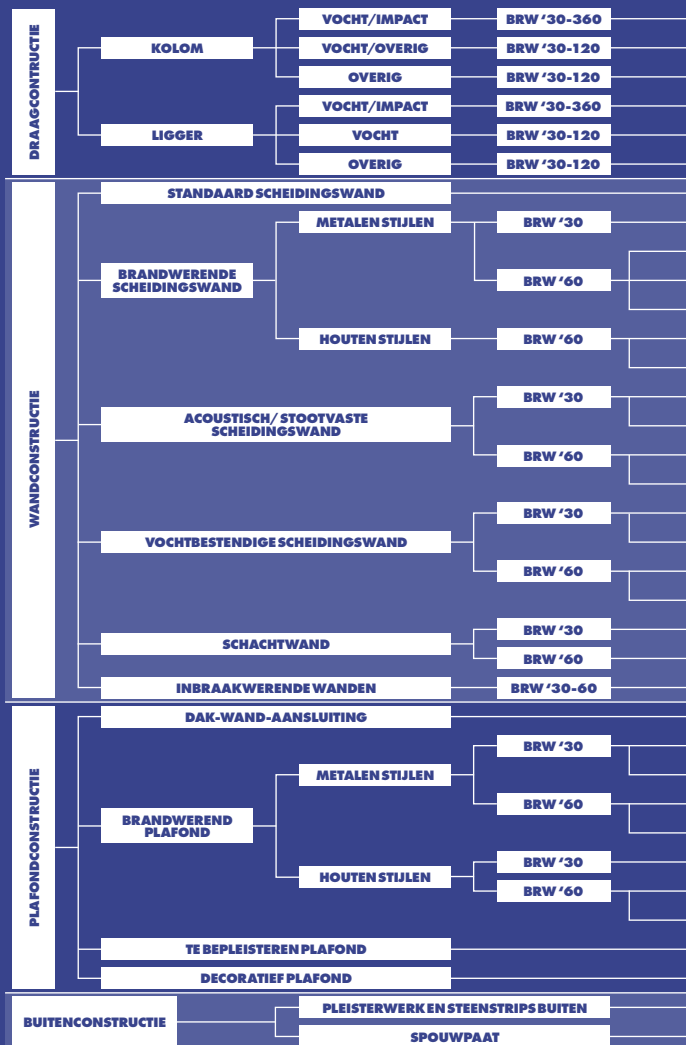 DRAAGCONTRUCTIE
KOLOM
VOCHT/IMPACT
BRW ‘30-360
VOCHT/OVERIG
BRW ‘30-120
OVERIG
BRW ‘30-120
LIGGER
VOCHT/IMPACT
BRW ‘30-360
VOCHT
BRW ‘30-120
OVERIG
BRW ‘30-120
WANDCONSTRUCTIE
STANDAARD SCHEIDINGSWAND
BRANDWERENDE
SCHEIDINGSWAND
METALEN STIJLEN
BRW ‘30
BRW ‘60
HOUTEN STIJLEN
BRW ‘60
ACOUSTISCH/ STOOTVASTE
SCHEIDINGSWAND
BRW ‘30
BRW ‘60
VOCHTBESTENDIGE SCHEIDINGSWAND
BRW ‘30
BRW ‘60
SCHACHTWAND
BRW ‘30
BRW ‘60
INBRAAKWERENDE WANDEN
BRW ‘30-60
PLAFONDCONSTRUCTIE
DAK-WAND-AANSLUITING
BRANDWEREND
PLAFOND
METALEN STIJLEN
BRW ‘30
BRW ‘60
HOUTEN STIJLEN
BRW ‘30
BRW ‘60
TE BEPLEISTEREN PLAFOND
DECORATIEF PLAFOND
BUITENCONSTRUCTIE
PLEISTERWERK EN STEENSTRIPS BUITEN
SPOUWPAAT